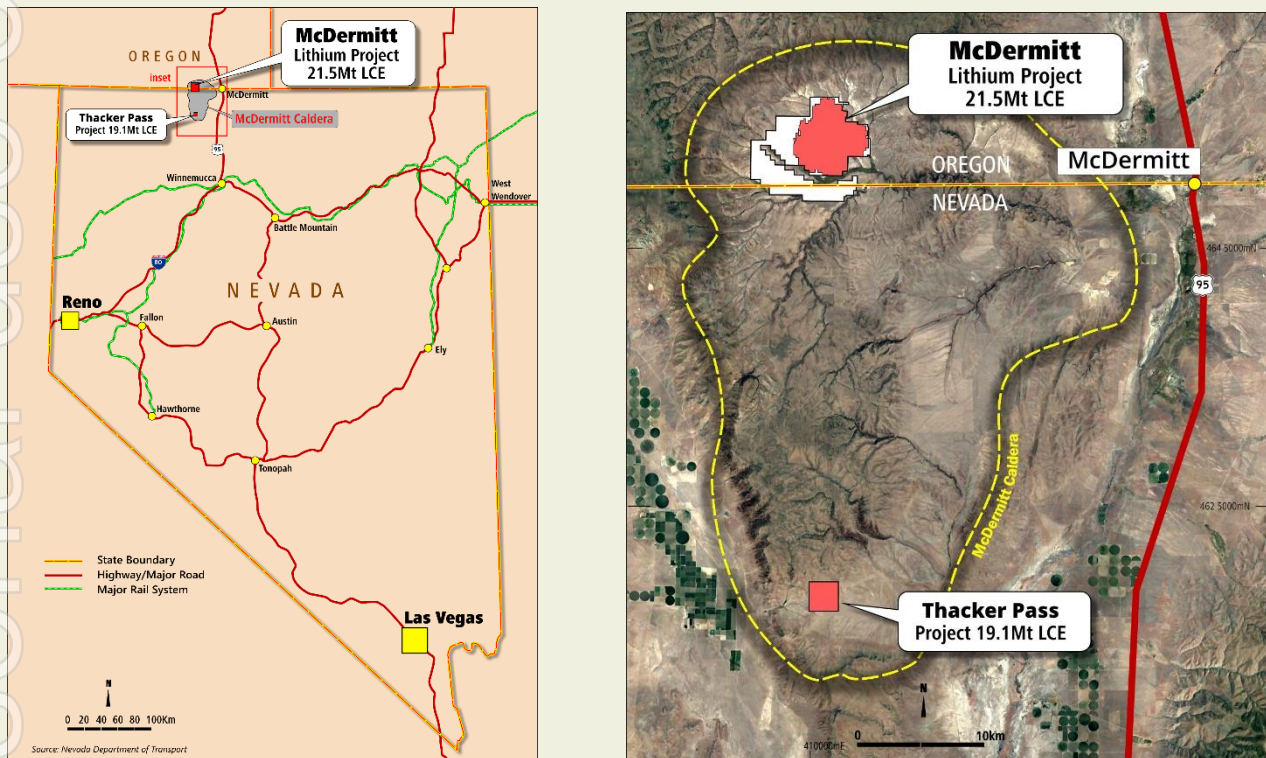 OREGON
McDermitt
Lithium Project
21.5Mt LCE
inset
McDermitt
Thacker Pass
Project 19.1Mt LCE
McDermitt Caldera
95
Winnemucca
West
Wendover
Battle Mountain
80
NEVADA
Reno
Fallon
Austin
Ely
Hawthorne
Tonopah
State Boundary
Highway/Major Road
Major Rail System
Las Vegas
N
0 20 40 60 80 100Km
Source: Nevada Department of Transport
McDermitt
Lithium Project
21.5Mt LCE
OREGON
McDermitt
NEVADA
464 5000mN
95
McDermitt Caldera
462 5000mN
Thacker Pass
Project 19.1Mt LCE
N
0 10km
410000mE